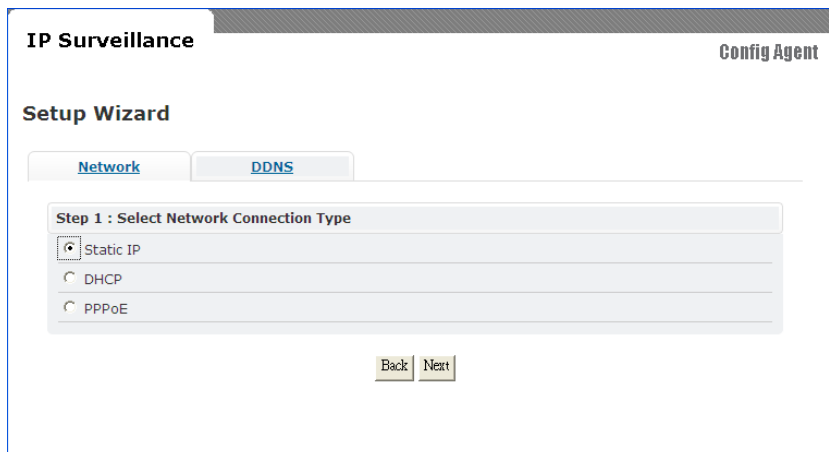 IP Surveillance
Config Agent
Setup Wizard
Network DDNS
Step 1 : Select Network Connection Type
Static IP
DHCP
PPPoE
Back Next